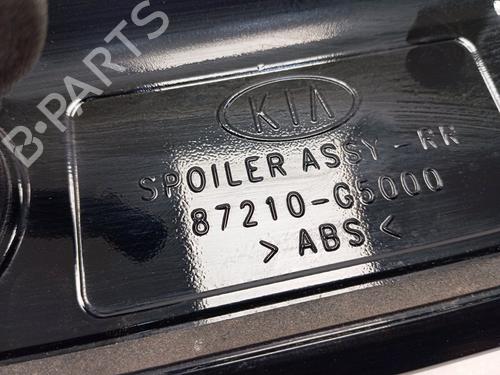 B-PARTS
KIA
SPOILER ASSY-RR
87210-G5000
> ABS <